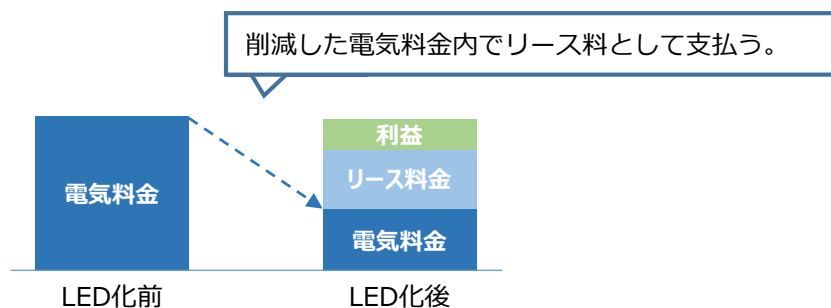 削減した電気料金内でリース料として支払う。
電気料金
利益
リース料金
電気料金
LED化前
LED化後